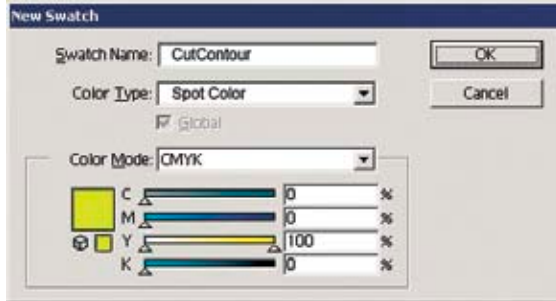 New Swatch
Swatch Name: CutContour
OK
Color Type: Spot Color
Cancel
Global
Color Mode: CMYK
C 0 %
M 0 %
Y 100 %
K 0 %